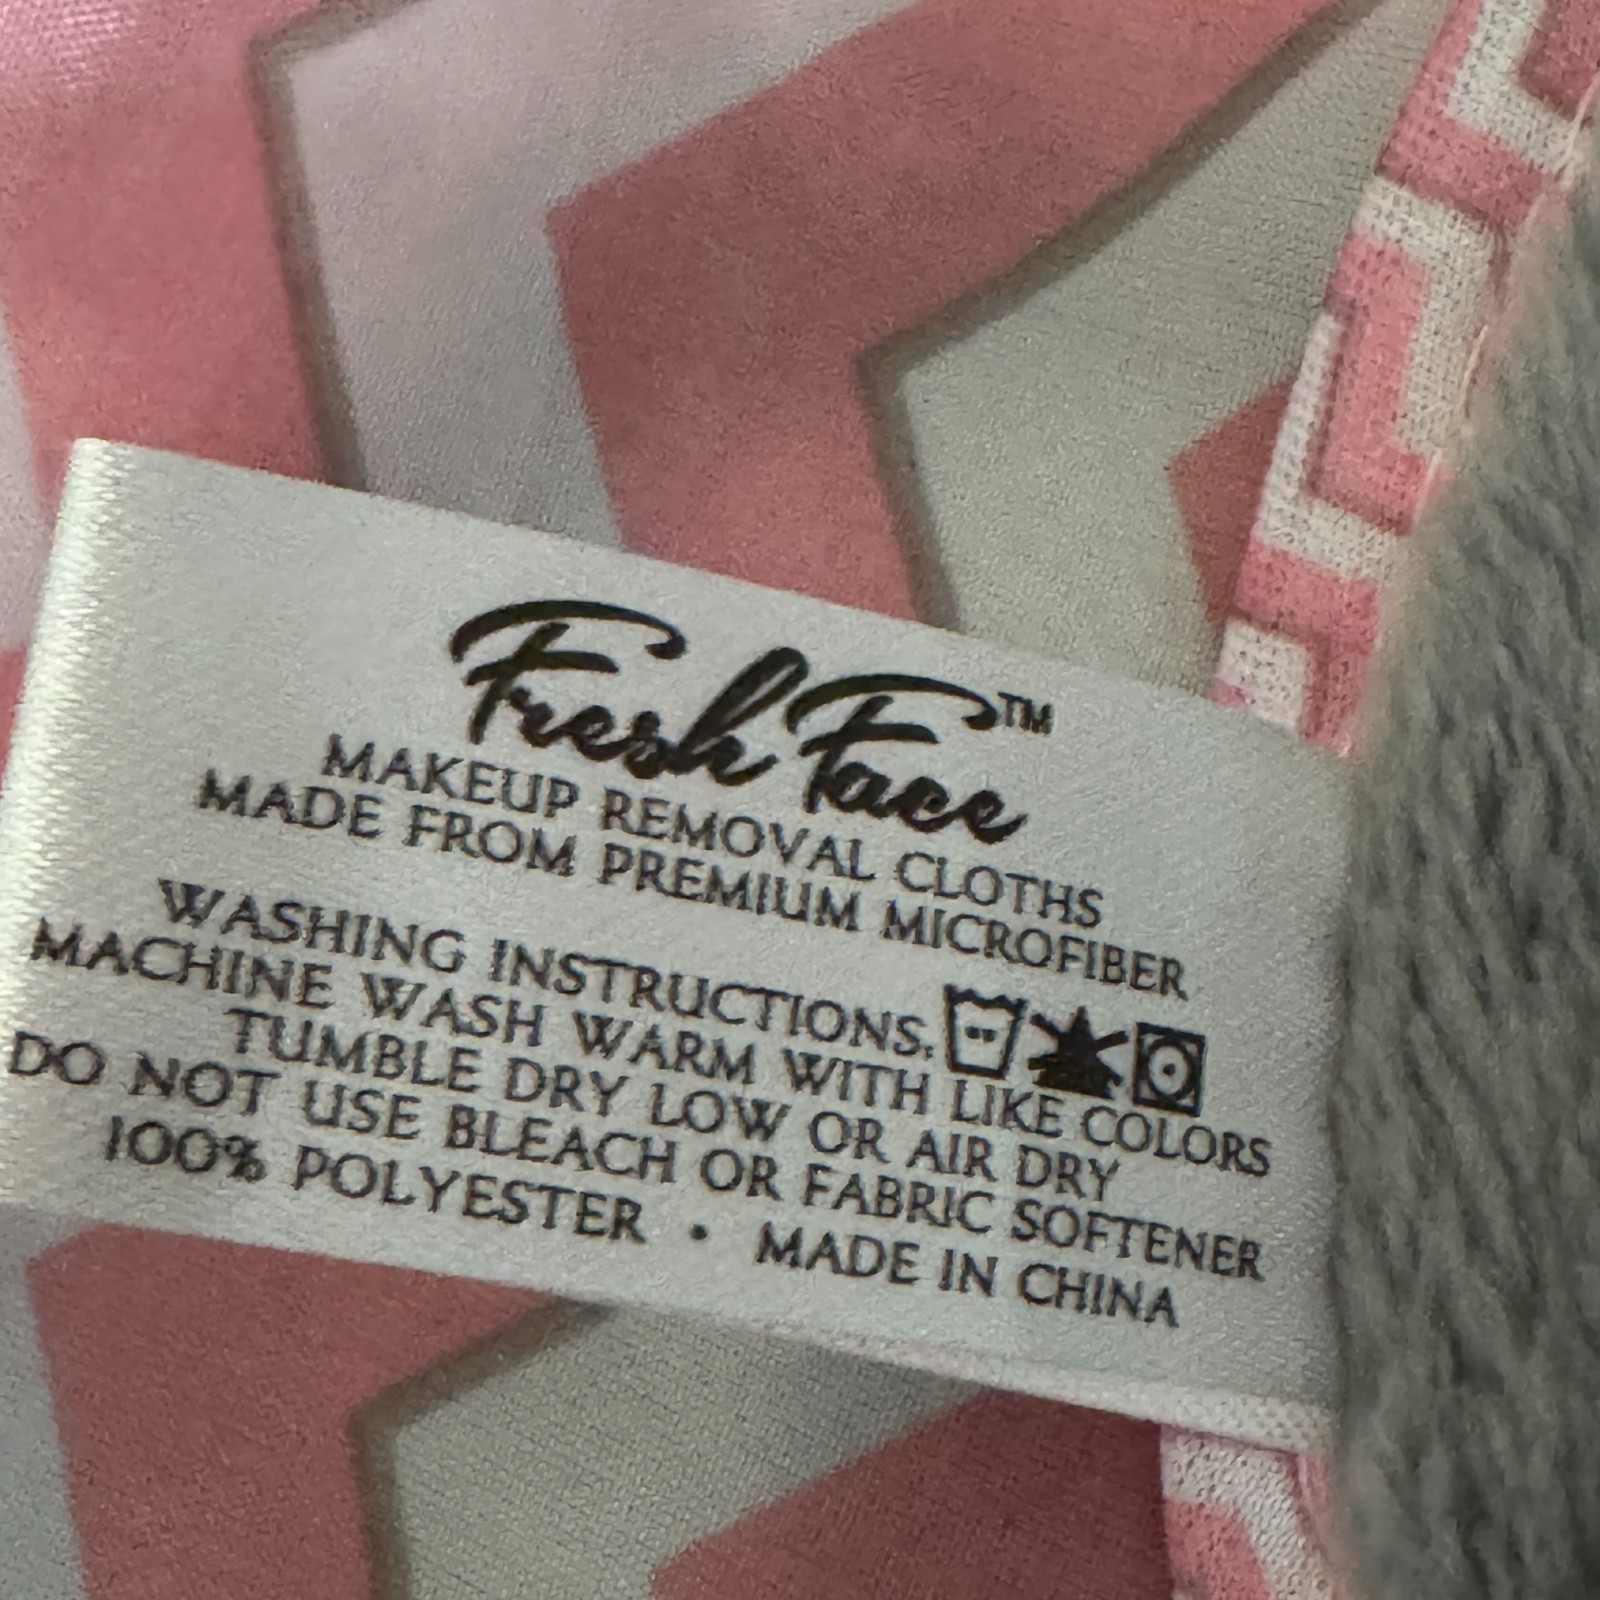 Fresh Face™
MAKEUP REMOVAL CLOTHS
MADE FROM PREMIUM MICROFIBER
WASHING INSTRUCTIONS.
MACHINE WASH WARM WITH LIKE COLORS
TUMBLE DRY LOW OR AIR DRY
DO NOT USE BLEACH OR FABRIC SOFTENER
100% POLYESTER • MADE IN CHINA